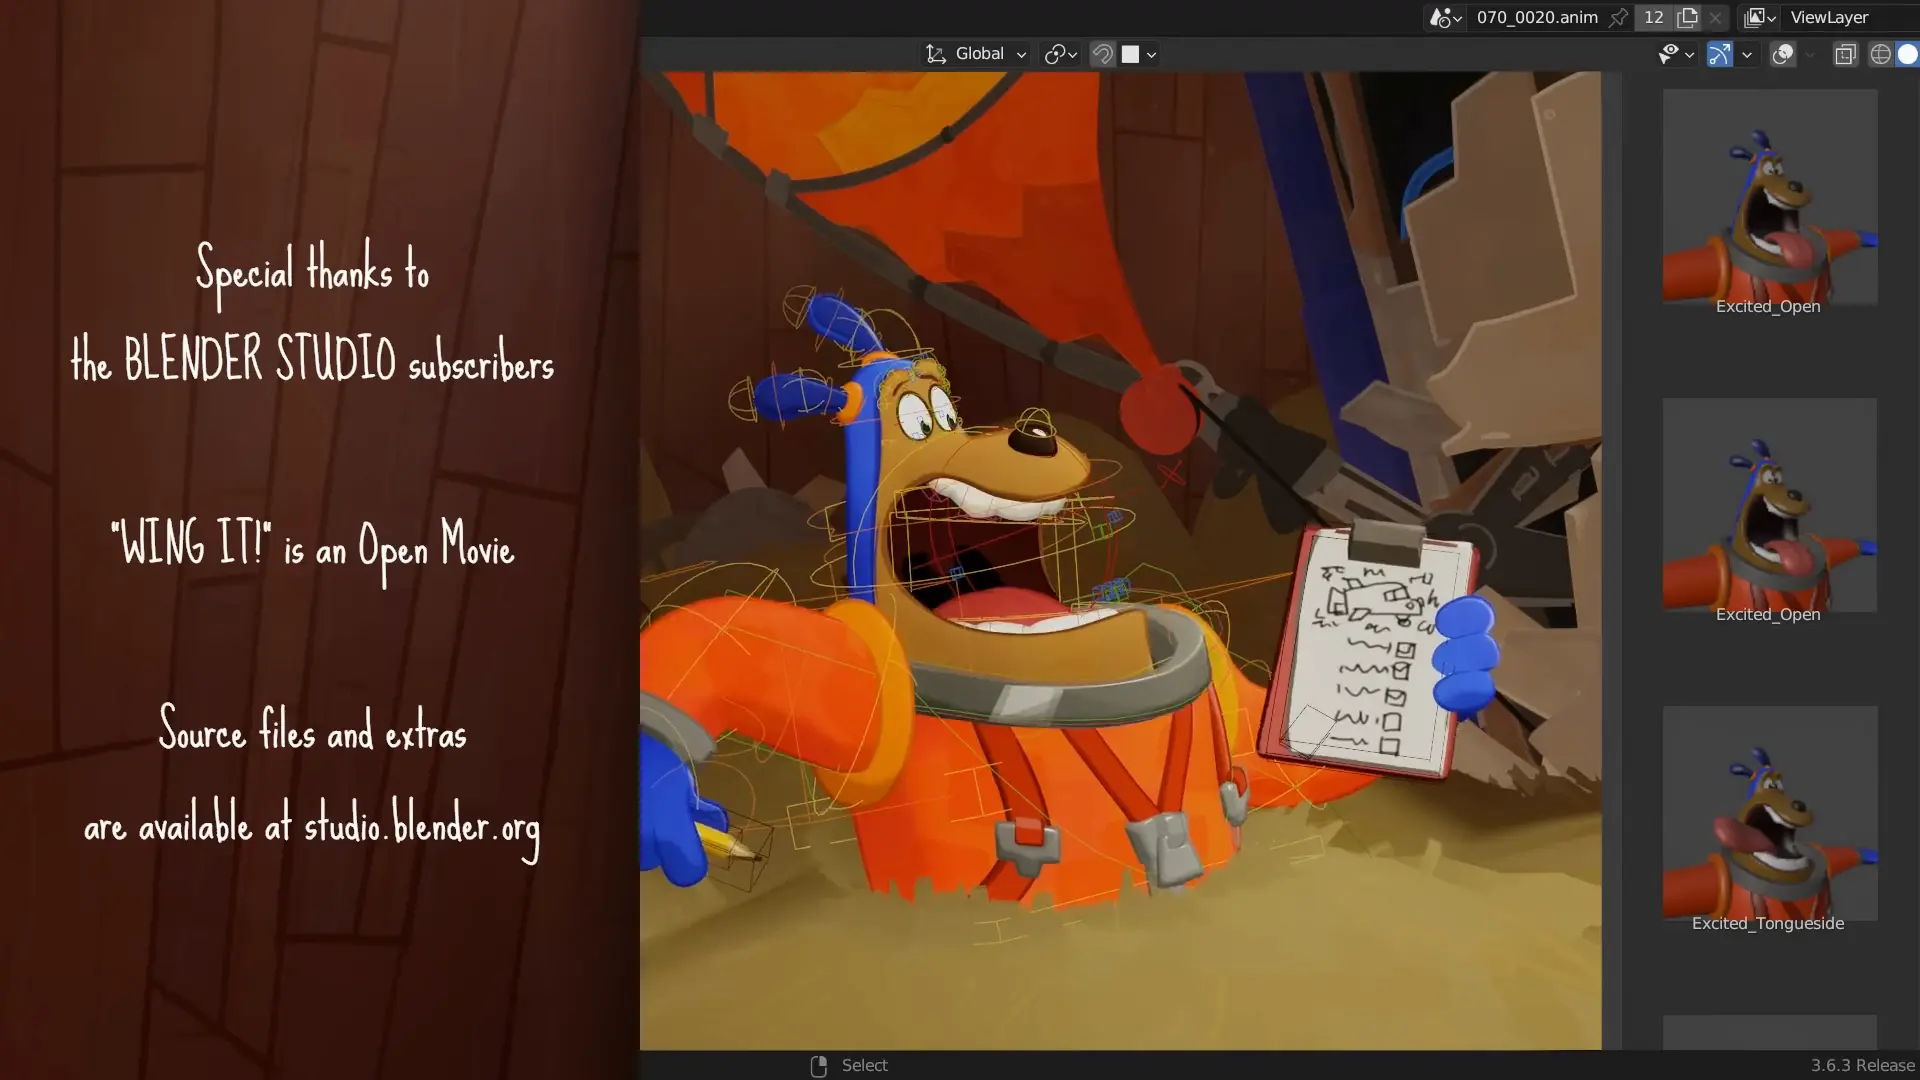 Special thanks to
the BLENDER STUDIO subscribers
"WING IT!" is an Open Movie
Source files and extras
are available at studio.blender.org
070_0020.anim
12
ViewLayer
Global
Excited_Open
Excited_Open
Excited_Tongueside
Select
3.6.3 Release